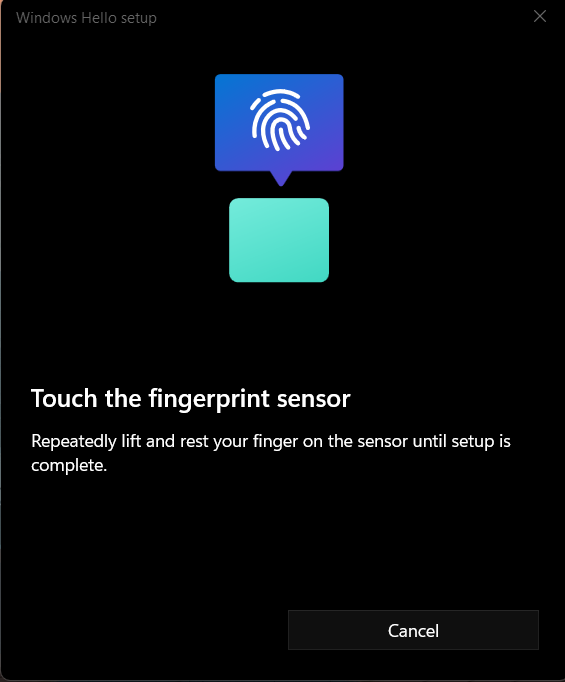 Windows Hello setup
Touch the fingerprint sensor
Repeatedly lift and rest your finger on the sensor until setup is
complete.
Cancel